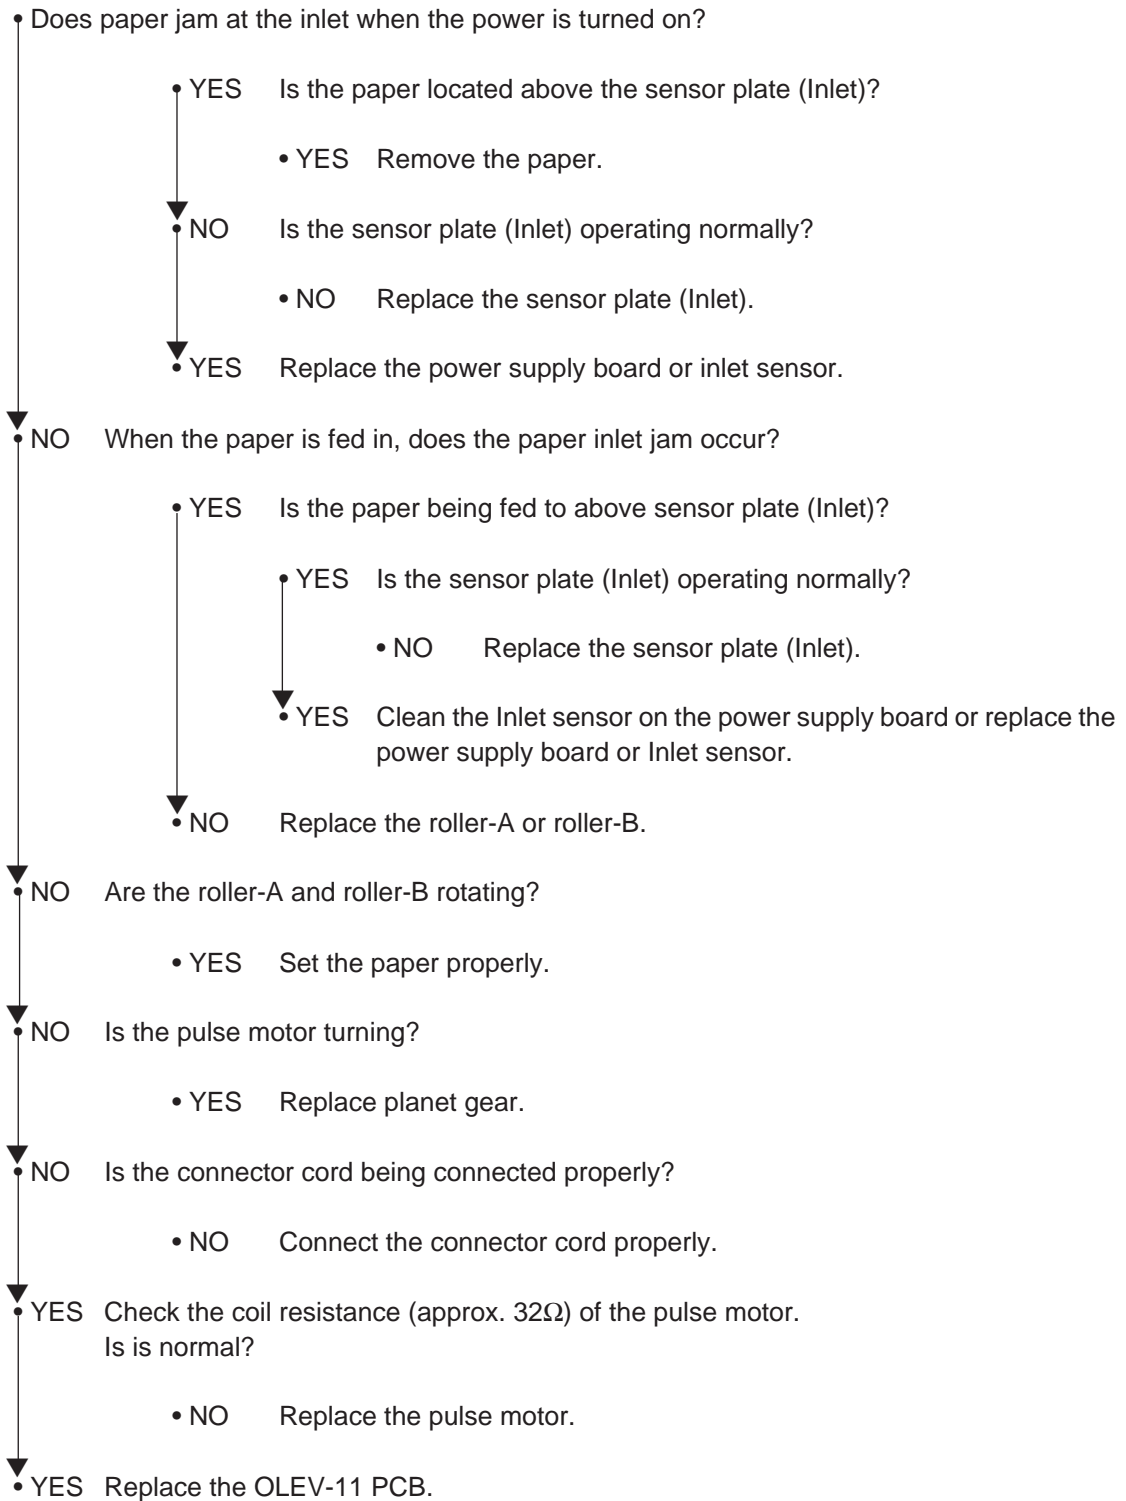 • Does paper jam at the inlet when the power is turned on?
• YES Is the paper located above the sensor plate (Inlet)?
• YES Remove the paper.
• NO Is the sensor plate (Inlet) operating normally?
• NO Replace the sensor plate (Inlet).
• YES Replace the power supply board or inlet sensor.
• NO When the paper is fed in, does the paper inlet jam occur?
• YES Is the paper being fed to above sensor plate (Inlet)?
• YES Is the sensor plate (Inlet) operating normally?
• NO Replace the sensor plate (Inlet).
• YES Clean the Inlet sensor on the power supply board or replace the
power supply board or Inlet sensor.
• NO Replace the roller-A or roller-B.
• NO Are the roller-A and roller-B rotating?
• YES Set the paper properly.
• NO Is the pulse motor turning?
• YES Replace planet gear.
• NO Is the connector cord being connected properly?
• NO Connect the connector cord properly.
• YES Check the coil resistance (approx. 32Ω) of the pulse motor.
Is is normal?
• NO Replace the pulse motor.
• YES Replace the OLEV-11 PCB.